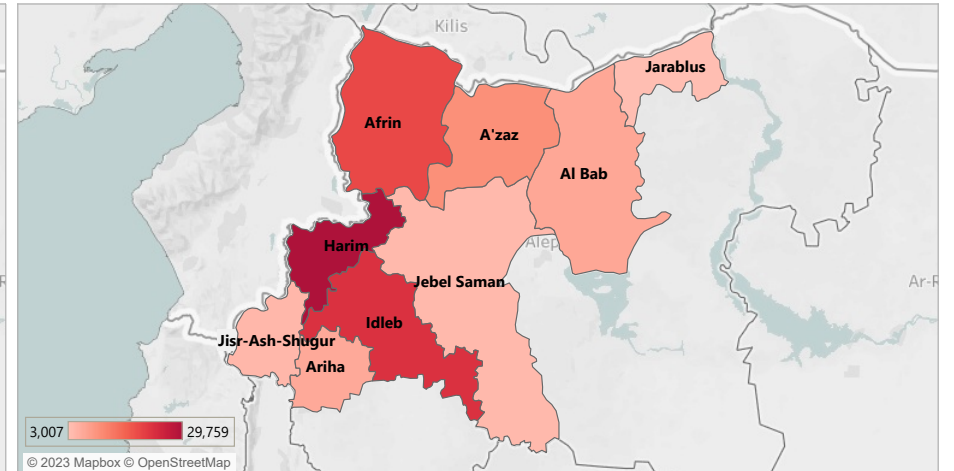 Kilis
Jarablus
Afrin
A'zaz
Al Bab
Harim
Alep
Jebel Saman
Ar-R
Idleb
Jisr-Ash-Shugur
Ariha
3,007
29,759
© 2023 Mapbox © OpenStreetMap